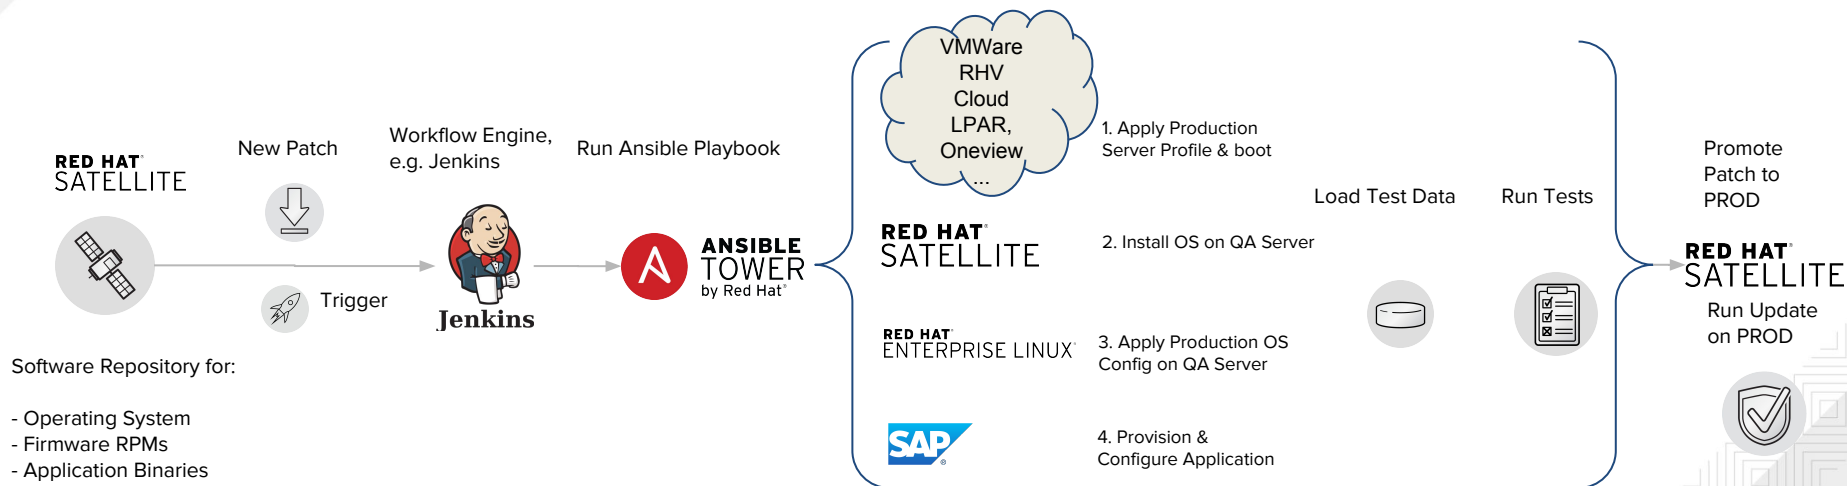 RED HAT®
SATELLITE
Software Repository for:
- Operating System
- Firmware RPMs
- Application Binaries
New Patch
Trigger
Workflow Engine,
e.g. Jenkins
Jenkins
Run Ansible Playbook
A
ANSIBLE
TOWER
by Red Hat®
VMWare
RHV
Cloud
LPAR,
Oneview
...
1. Apply Production
Server Profile & boot
RED HAT®
SATELLITE
2. Install OS on QA Server
RED HAT®
ENTERPRISE LINUX®
3. Apply Production OS
Config on QA Server
SAP®
4. Provision &
Configure Application
Load Test Data
Run Tests
Promote
Patch to
PROD
RED HAT®
SATELLITE
Run Update
on PROD